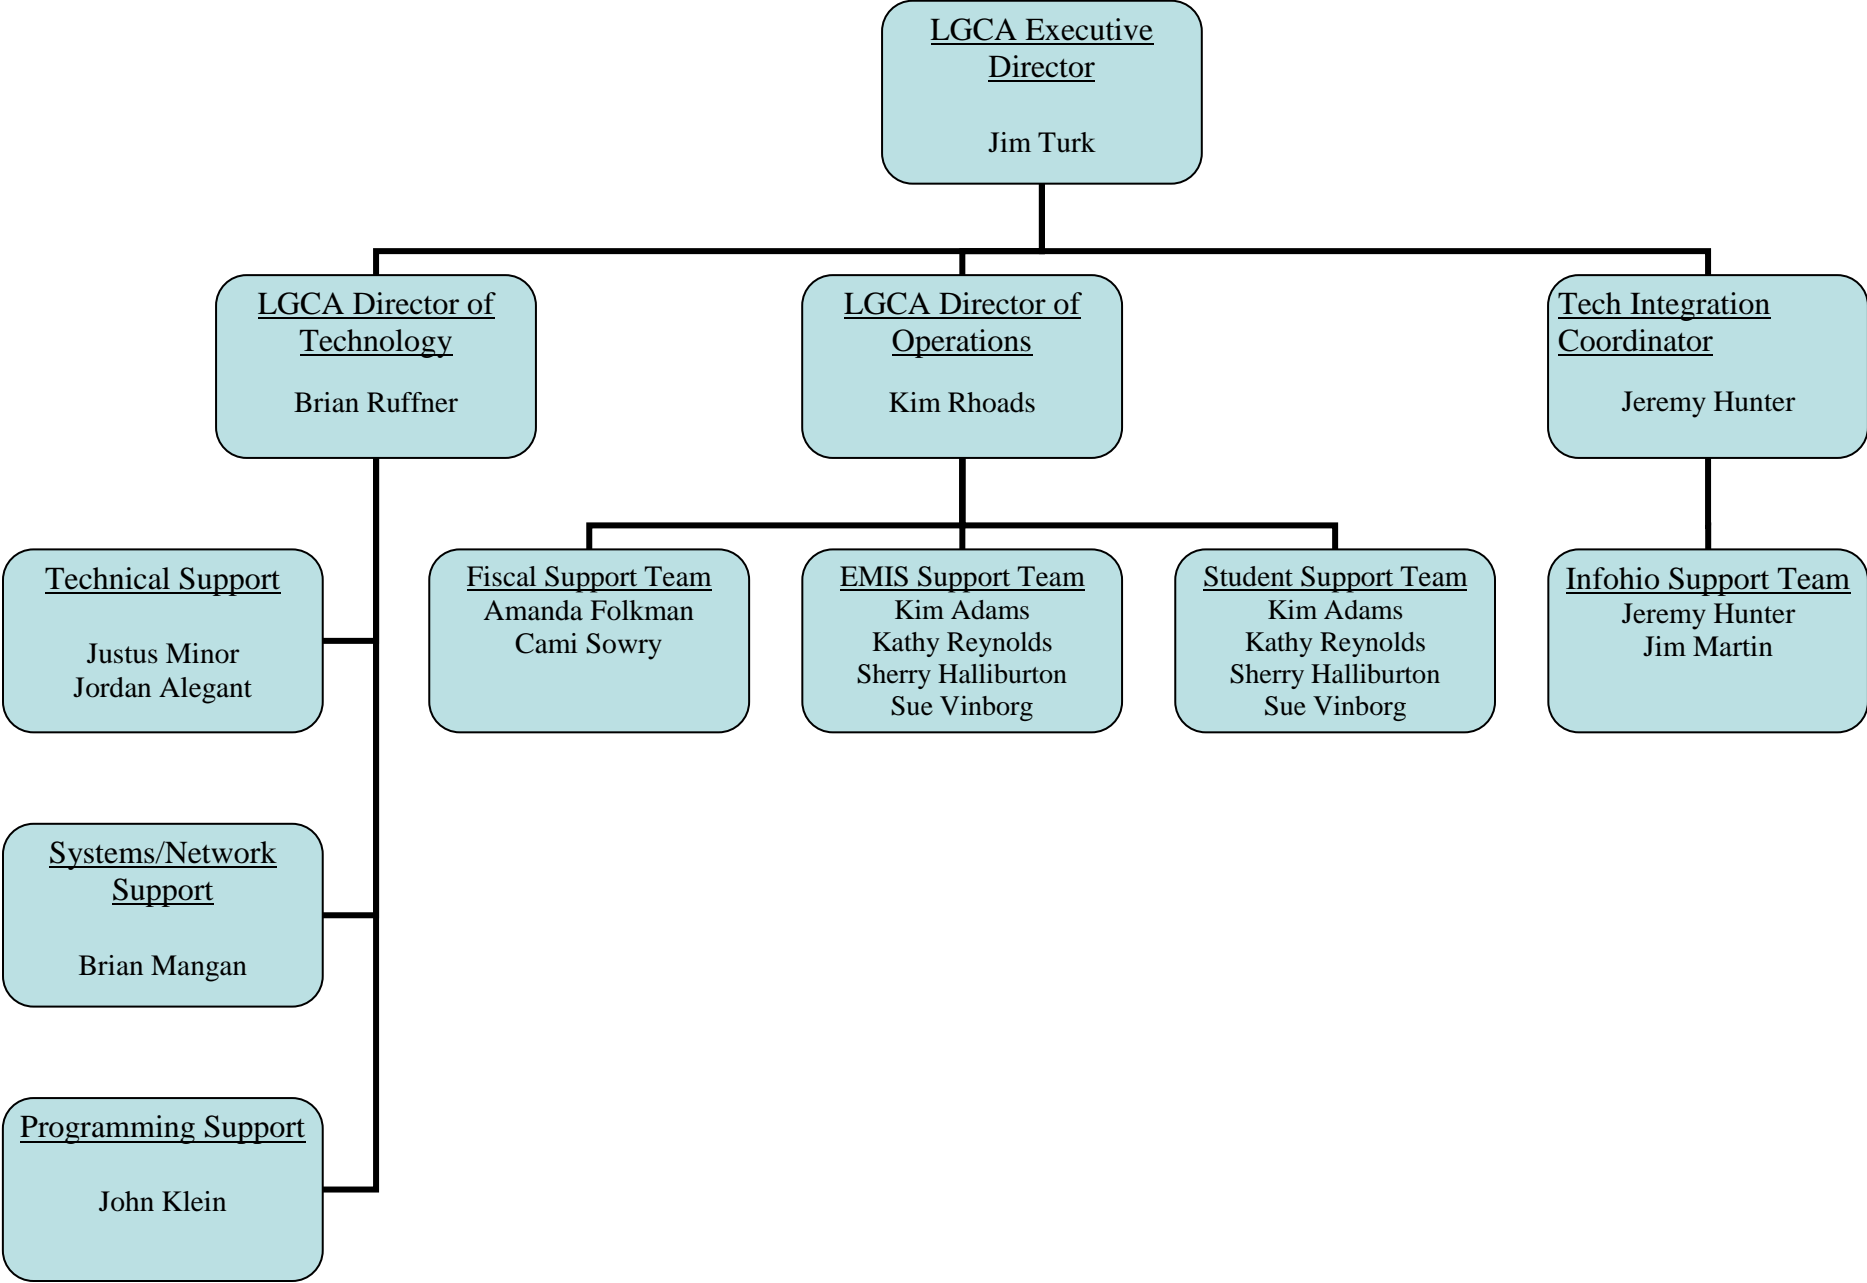 LGCA Executive
Director
Jim Turk
LGCA Director of
Technology
Brian Ruffner
LGCA Director of
Operations
Kim Rhoads
Tech Integration
Coordinator
Jeremy Hunter
Technical Support
Justus Minor
Jordan Alegant
Fiscal Support Team
Amanda Folkman
Cami Sowry
EMIS Support Team
Kim Adams
Kathy Reynolds
Sherry Halliburton
Sue Vinborg
Student Support Team
Kim Adams
Kathy Reynolds
Sherry Halliburton
Sue Vinborg
Infohio Support Team
Jeremy Hunter
Jim Martin
Systems/Network
Support
Brian Mangan
Programming Support
John Klein